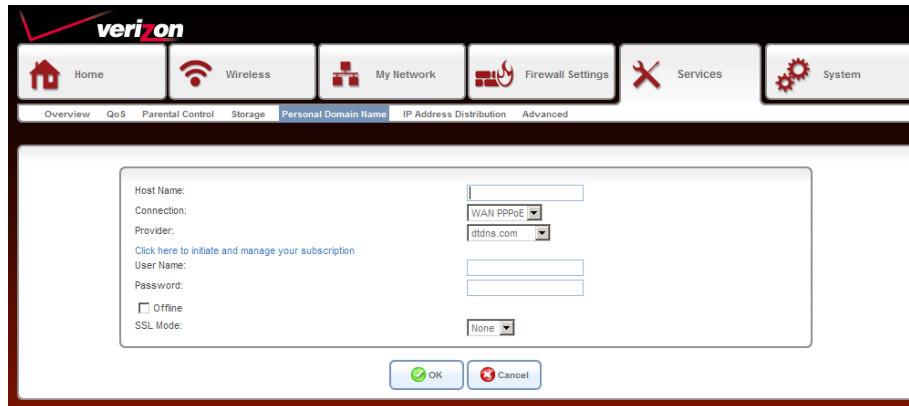 verizon
Home Wireless My Network Firewall Settings Services System
Overview QoS Parental Control Storage Personal Domain Name IP Address Distribution Advanced
Host Name:
Connection: WAN PPPoE
Provider: dtdns.com
Click here to initiate and manage your subscription
User Name:
Password:
Offline
SSL Mode: None
OK Cancel